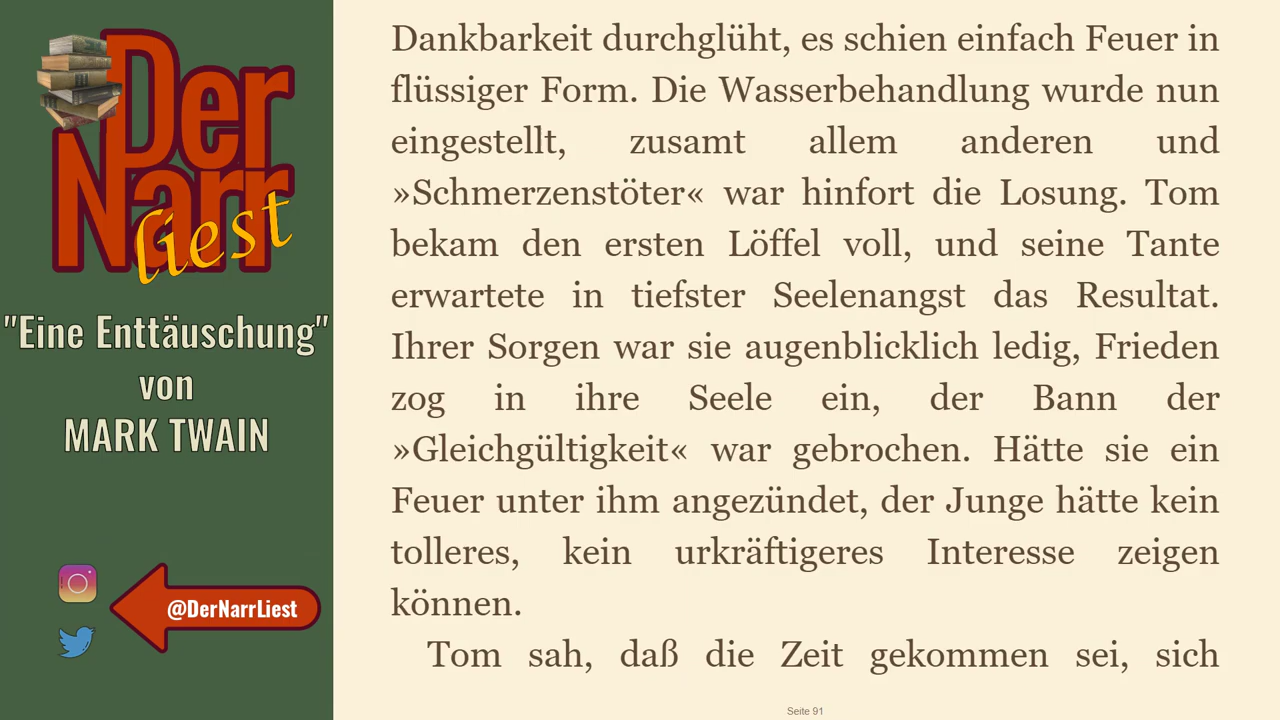 Der
Narr
liest
"Eine Enttäuschung"
von
MARK TWAIN
@DerNarrLiest
Dankbarkeit durchglüht, es schien einfach Feuer in
flüssiger Form. Die Wasserbehandlung wurde nun
eingestellt, zusamt allem anderen und
»Schmerzenstöter« war hinfort die Losung. Tom
bekam den ersten Löffel voll, und seine Tante
erwartete in tiefster Seelenangst das Resultat.
Ihrer Sorgen war sie augenblicklich ledig, Frieden
zog in ihre Seele ein, der Bann der
»Gleichgültigkeit« war gebrochen. Hätte sie ein
Feuer unter ihm angezündet, der Junge hätte kein
tolleres, kein urkräftigeres Interesse zeigen
können.
Tom sah, daß die Zeit gekommen sei, sich
Seite 91